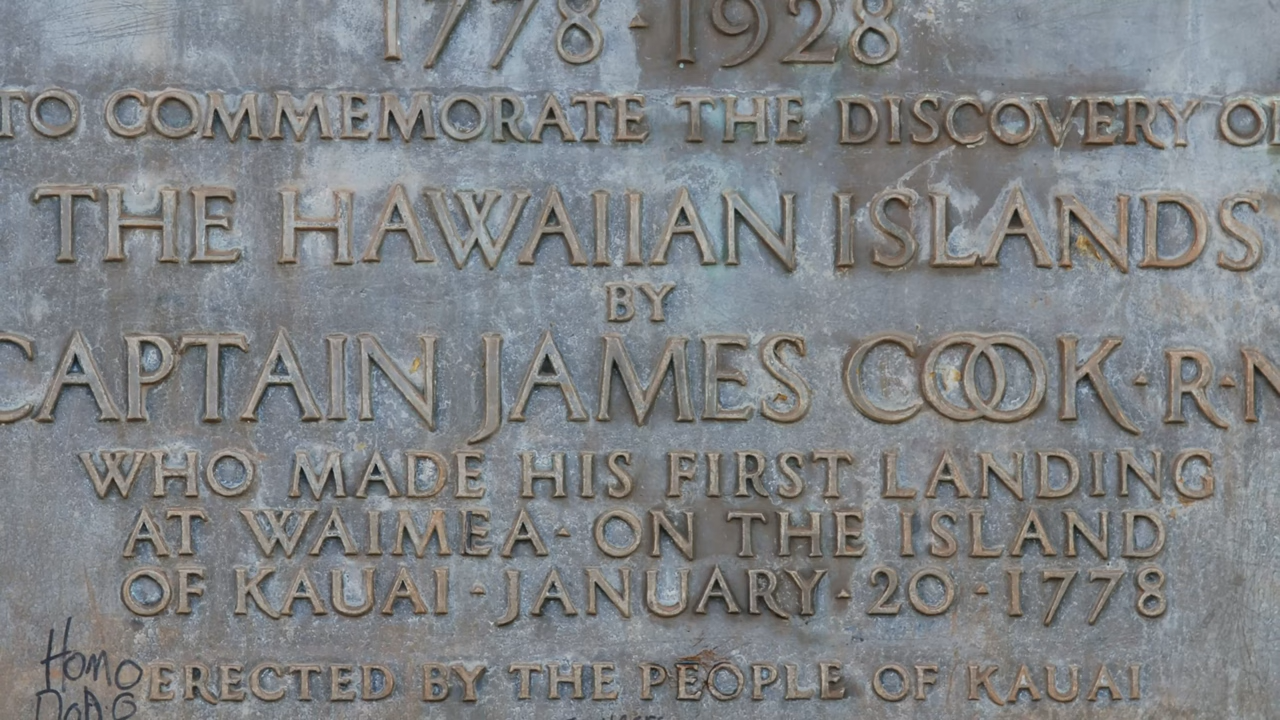 1778·1928
TO COMMEMORATE THE DISCOVERY OF
THE HAWAIIAN ISLANDS
BY
CAPTAIN JAMES COOK·R·N
WHO MADE HIS FIRST LANDING
AT WAIMEA·ON THE ISLAND
OF KAUAI·JANUARY·20·1778
Homo
ERECTED BY THE PEOPLE OF KAUAI